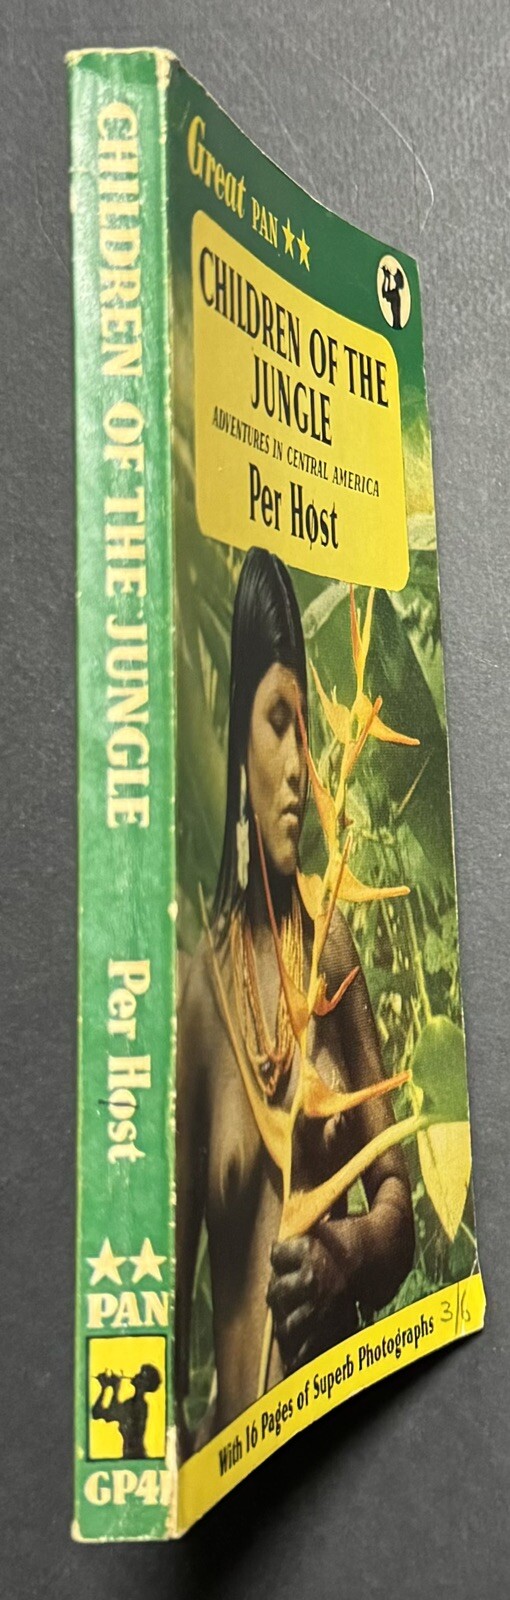 CHILDREN OF THE JUNGLE
Per Høst
PAN
GP41
Great PAN
CHILDREN OF THE
JUNGLE
ADVENTURES IN CENTRAL AMERICA
Per Høst
With 16 Pages of Superb Photographs
3/6